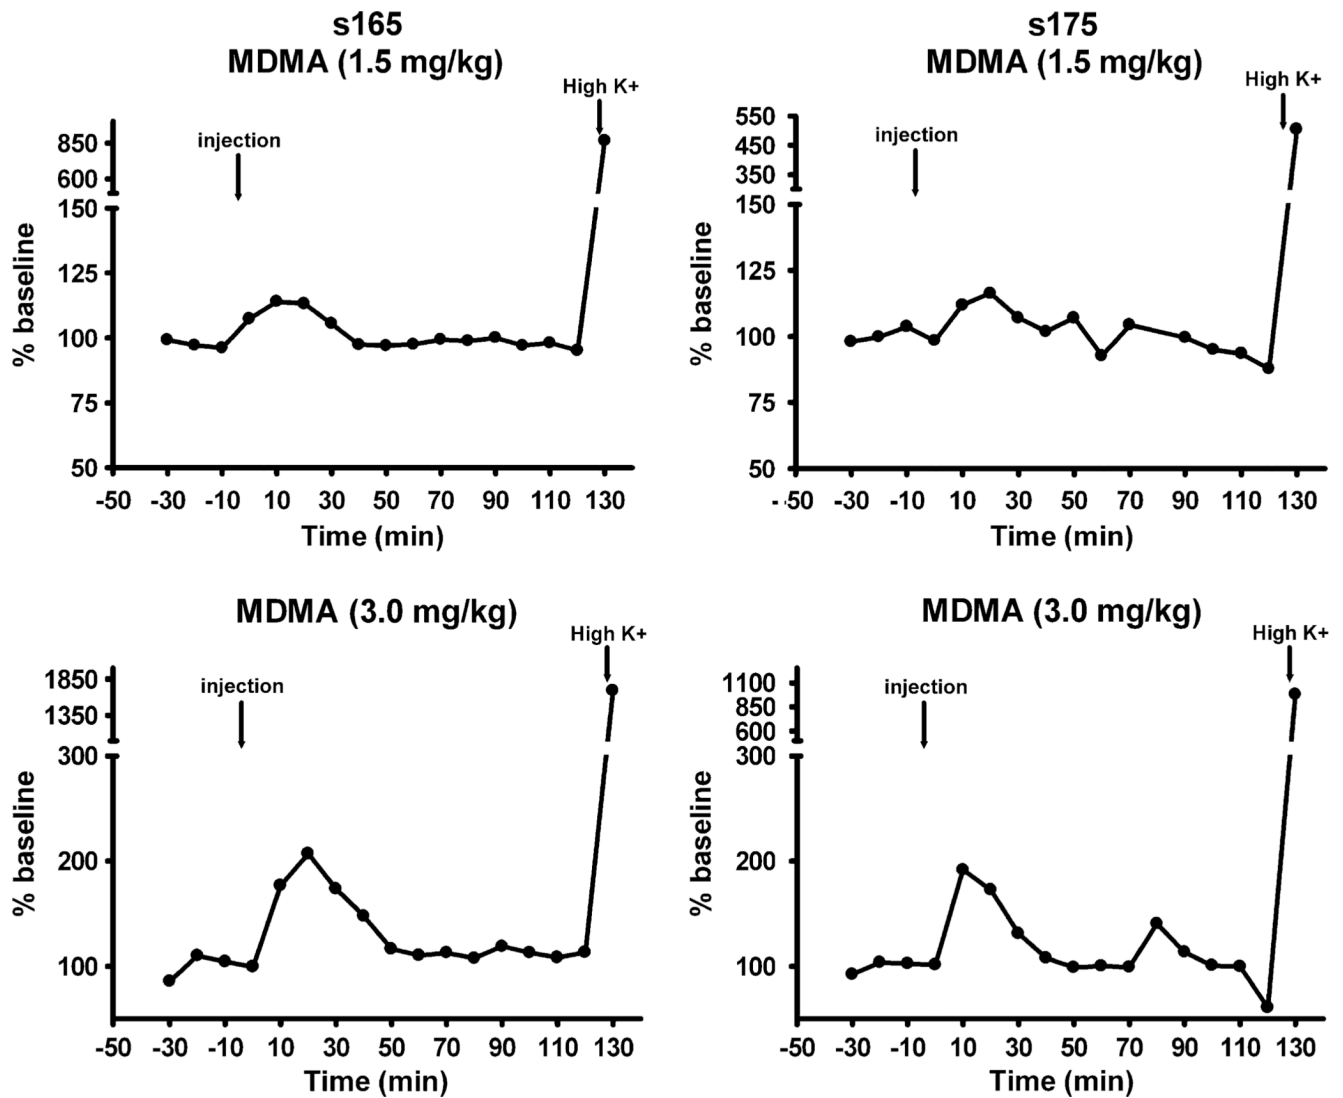 s165
MDMA (1.5 mg/kg)
High K+
injection
850
600
150
125
100
75
50
% baseline
-50 -30 -10 10 30 50 70 90 110 130
Time (min)
s175
MDMA (1.5 mg/kg)
High K+
injection
550
450
350
150
125
100
75
50
% baseline
-50 -30 -10 10 30 50 70 90 110 130
Time (min)
MDMA (3.0 mg/kg)
High K+
injection
1850
1350
300
200
100
% baseline
-50 -30 -10 10 30 50 70 90 110 130
Time (min)
MDMA (3.0 mg/kg)
High K+
injection
1100
850
600
300
200
100
% baseline
-50 -30 -10 10 30 50 70 90 110 130
Time (min)